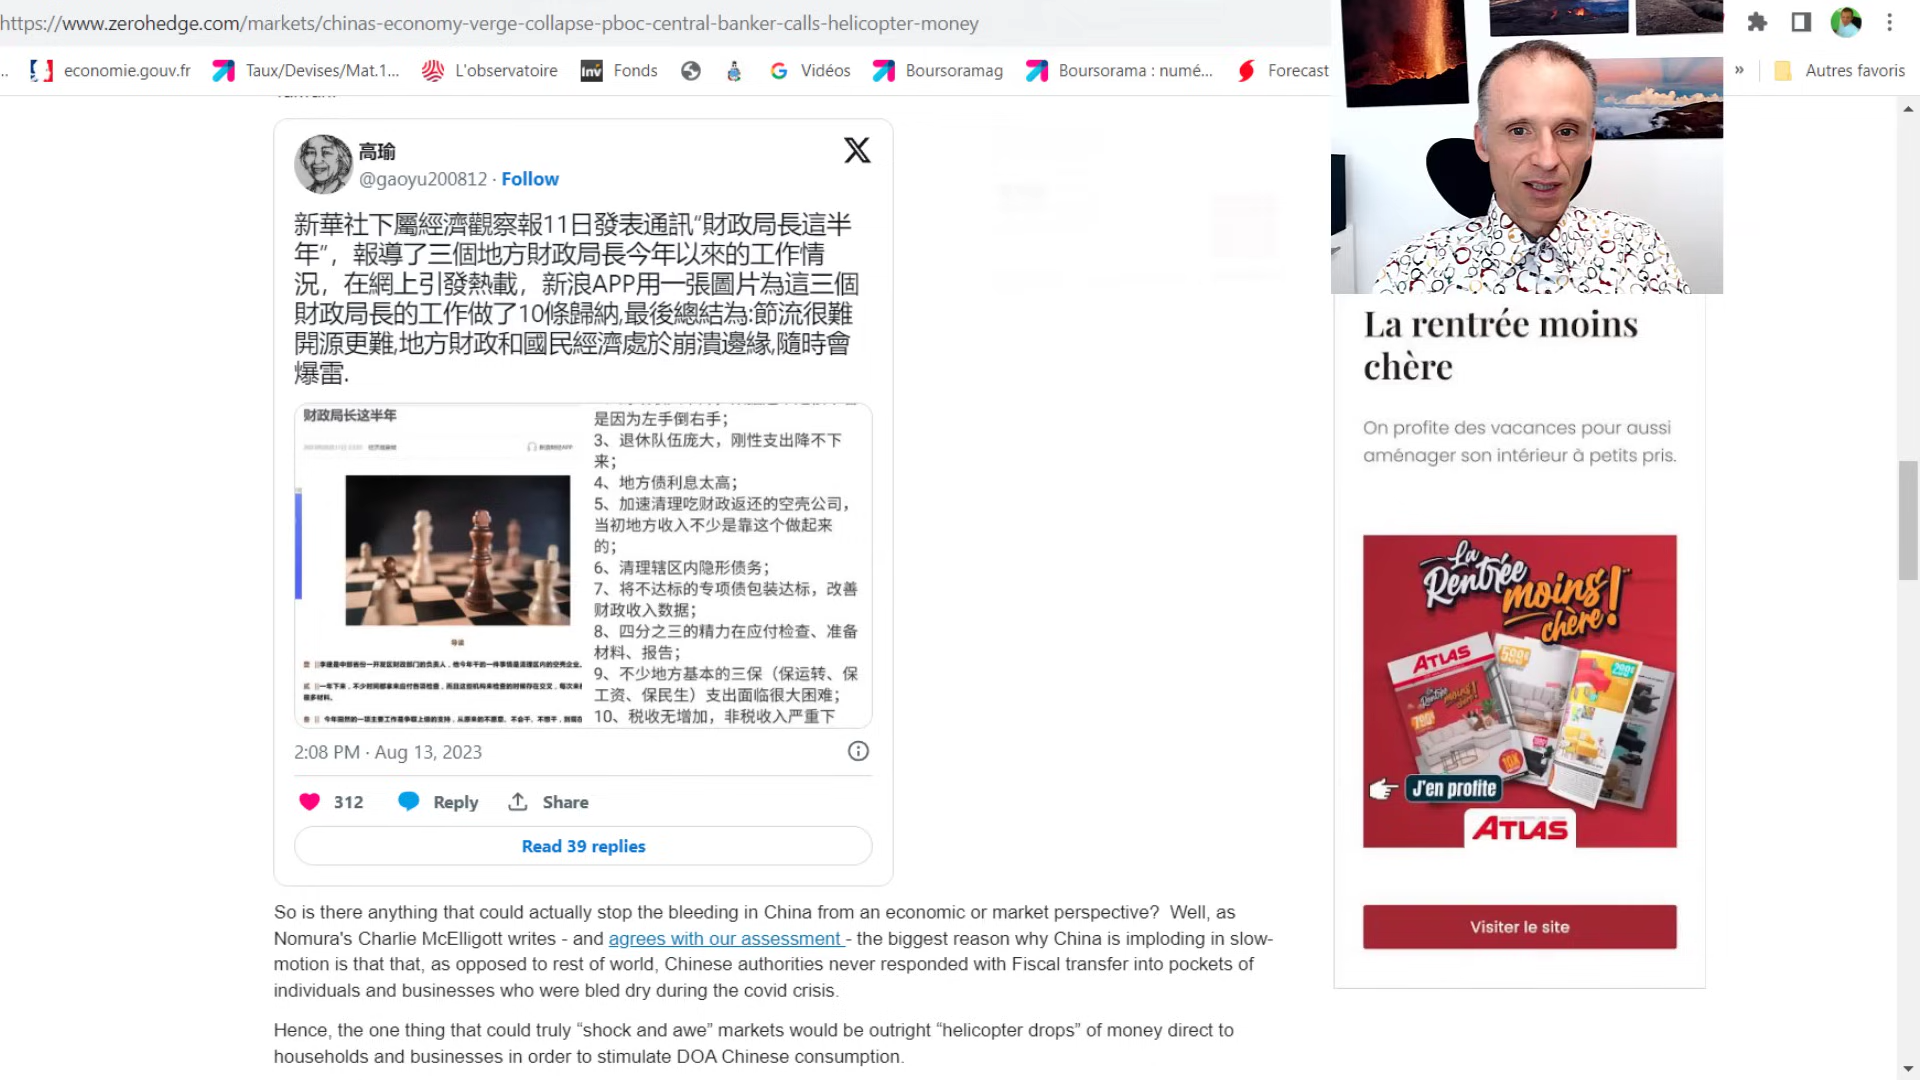 https://www.zerohedge.com/markets/chinas-economy-verge-collapse-pboc-central-banker-calls-helicopter-money
economie.gouv.fr
Taux/Devises/Mat.1...
L'observatoire
Inv
Fonds
Vidéos
Boursoramag
Boursorama : numé...
Forecast
»
Autres favoris
高瑜
@gaoyu200812 · Follow
新華社下屬經濟觀察報11日發表通訊“財政局長這半
年”，報導了三個地方財政局長今年以來的工作情
況，在網上引發熱載，新浪APP用一張圖片為這三個
財政局長的工作做了10條歸納,最後總結為:節流很難
開源更難,地方財政和國民經濟處於崩潰邊緣,隨時會
爆雷.
财政局长这半年
导读
是因为左手倒右手；
3、退休队伍庞大，刚性支出降不下
来；
4、地方债利息太高；
5、加速清理吃财政返还的空壳公司，
当初地方收入不少是靠这个做起来
的；
6、清理辖区内隐形债务；
7、将不达标的专项债包装达标，改善
财政收入数据；
8、四分之三的精力在应付检查、准备
材料、报告；
9、不少地方基本的三保（保运转、保
工资、保民生）支出面临很大困难；
10、税收无增加，非税收入严重下
2:08 PM · Aug 13, 2023
312
Reply
Share
Read 39 replies
So is there anything that could actually stop the bleeding in China from an economic or market perspective? Well, as
Nomura's Charlie McElligott writes - and agrees with our assessment - the biggest reason why China is imploding in slow-
motion is that that, as opposed to rest of world, Chinese authorities never responded with Fiscal transfer into pockets of
individuals and businesses who were bled dry during the covid crisis.
Hence, the one thing that could truly “shock and awe” markets would be outright “helicopter drops” of money direct to
households and businesses in order to stimulate DOA Chinese consumption.
La rentrée moins
chère
On profite des vacances pour aussi
aménager son intérieur à petits pris.
La
Rentrée
moins
chère !
ATLAS
J'en profite
ATLAS
Visiter le site